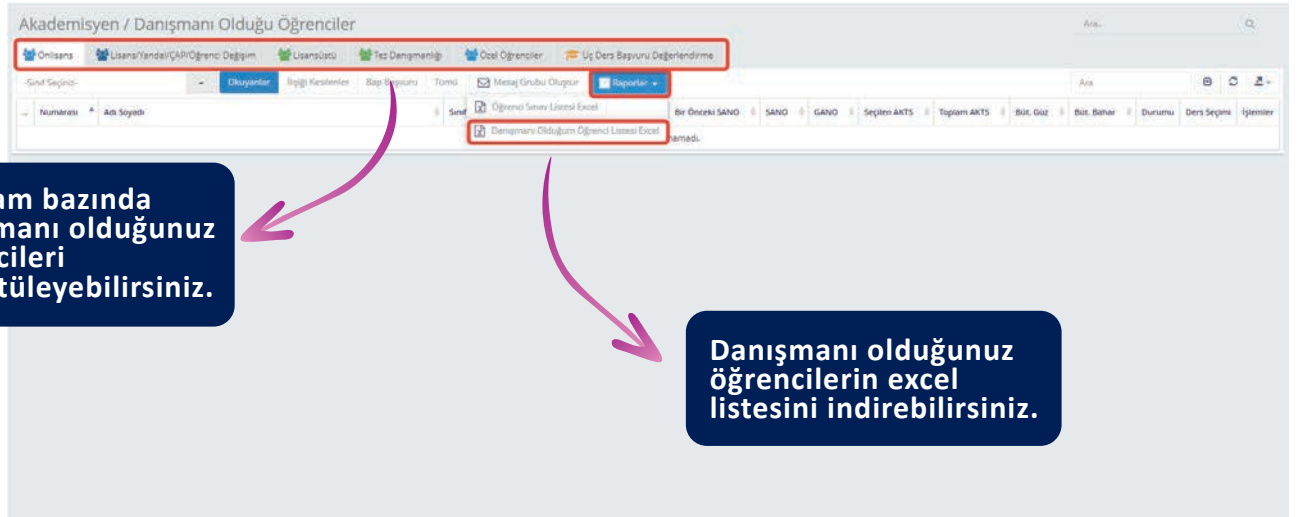 Akademisyen / Danışmanı Olduğu Öğrenciler
Ara...
Önlisans Lisans/Yandal/ÇAP/Öğrenci Değişim Lisansüstü Tez Danışmanlığı Özel Öğrenciler Üç Ders Başvuru Değerlendirme
-Sınıf Seçiniz- Okuyanlar İlişiği Kesilenler Bap Başvuru Tümü Mesaj Grubu Oluştur Raporlar Ara
Numarası Adı Soyadı Sınıf Bir Önceki SANO SANO GANO Seçilen AKTS Toplam AKTS Büt. Güz Büt. Bahar Durumu Ders Seçimi İşlemler
Öğrenci Sınav Listesi Excel
Danışmanı Olduğum Öğrenci Listesi Excel
namadı.
am bazında
manı olduğunuz
cileri
tüleyebilirsiniz.
Danışmanı olduğunuz
öğrencilerin excel
listesini indirebilirsiniz.